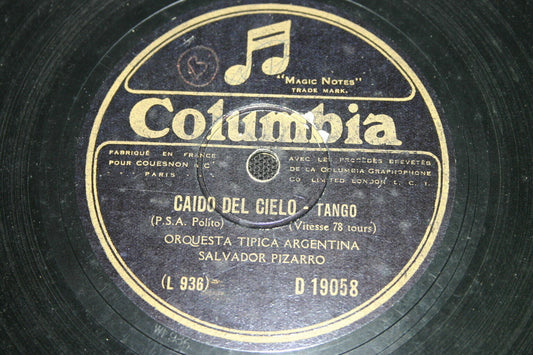 "MAGIC NOTES"
TRADE MARK.
Columbia
FABRIQUÉ EN FRANCE
POUR COUESNON & Cᵒ
PARIS
AVEC LES PROCÉDÉS BREVETÉS
DE LA COLUMBIA GRAPHOPHONE
CO LIMITED LONDON E. C. I.
CAIDO DEL CIELO - TANGO
(P.S.A. Polito) (Vitesse 78 tours)
ORQUESTA TIPICA ARGENTINA
SALVADOR PIZARRO
(L 936) D 19058